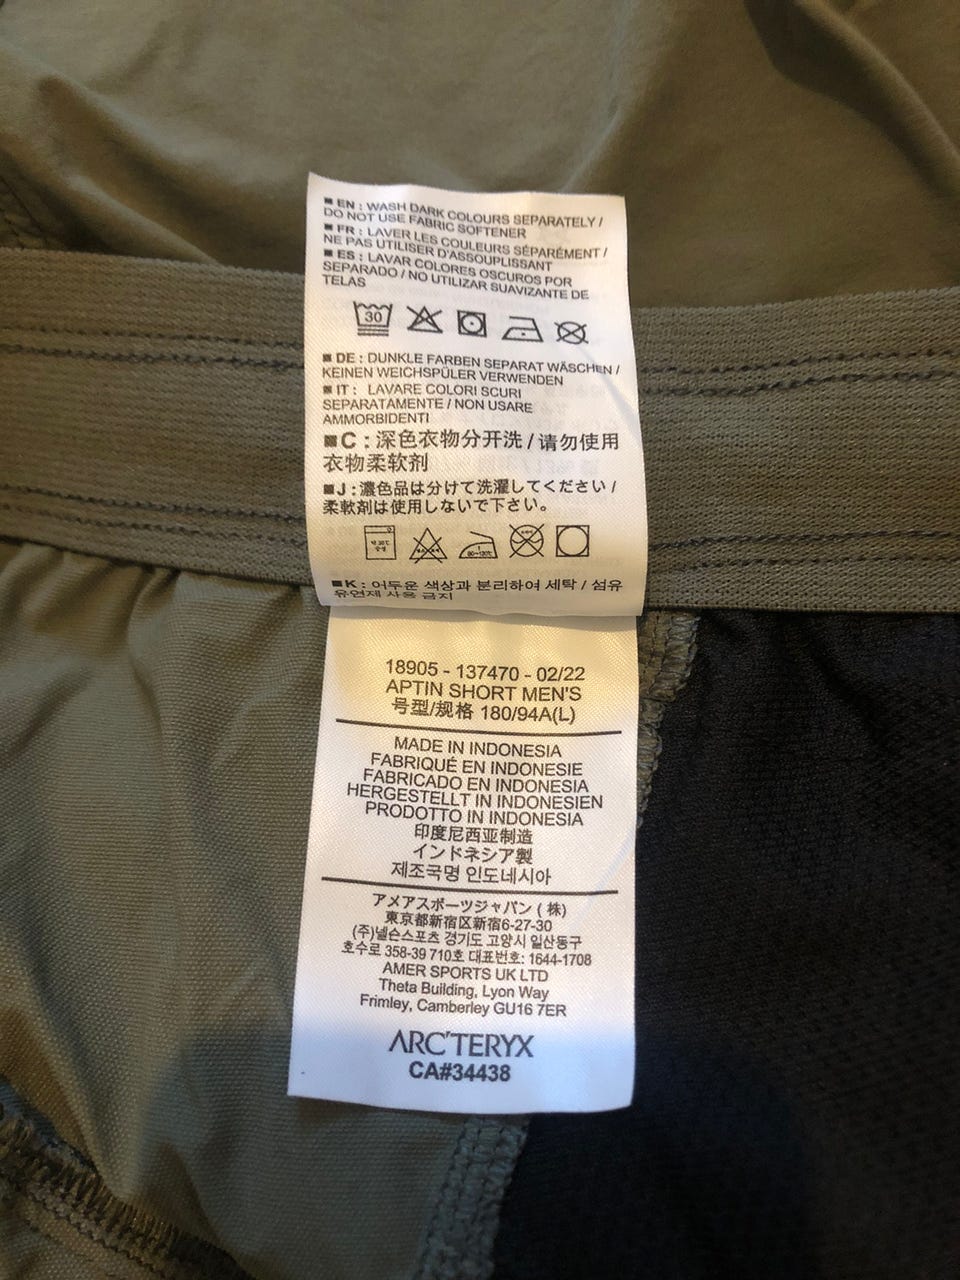 ■ EN : WASH DARK COLOURS SEPARATELY /
DO NOT USE FABRIC SOFTENER
■ FR : LAVER LES COULEURS SÉPARÉMENT /
NE PAS UTILISER D'ASSOUPLISSANT
■ ES : LAVAR COLORES OSCUROS POR
SEPARADO / NO UTILIZAR SUAVIZANTE DE
TELAS
30
■ DE : DUNKLE FARBEN SEPARAT WÄSCHEN /
KEINEN WEICHSPÜLER VERWENDEN
■ IT : LAVARE COLORI SCURI
SEPARATAMENTE / NON USARE
AMMORBIDENTI
■C : 深色衣物分开洗 / 请勿使用
衣物柔软剂
■J : 濃色品は分けて洗濯してください /
柔軟剤は使用しないで下さい。
■K : 어두운 색상과 분리하여 세탁 / 섬유
유연제 사용 금지
18905 - 137470 - 02/22
APTIN SHORT MEN'S
号型/规格 180/94A(L)
MADE IN INDONESIA
FABRIQUÉ EN INDONESIE
FABRICADO EN INDONESIA
HERGESTELLT IN INDONESIEN
PRODOTTO IN INDONESIA
印度尼西亚制造
インドネシア製
제조국명 인도네시아
アメアスポーツジャパン ( 株)
東京都新宿区新宿6-27-30
(주)넬슨스포츠 경기도 고양시 일산동구
호수로 358-39 710호 대표번호: 1644-1708
AMER SPORTS UK LTD
Theta Building, Lyon Way
Frimley, Camberley GU16 7ER
ARC'TERYX
CA#34438